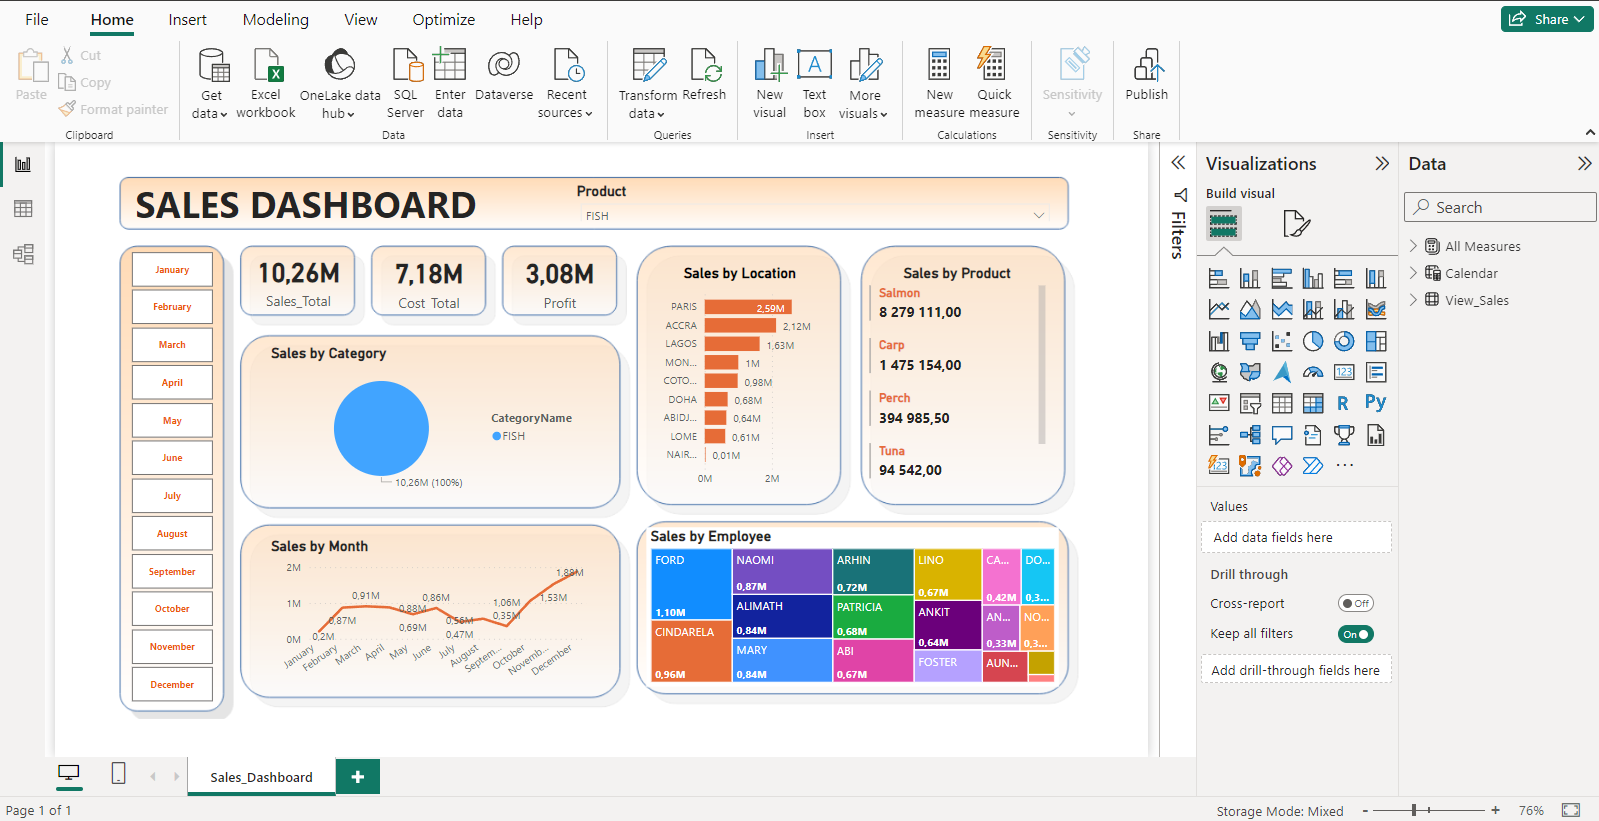 File Home Insert Modeling View Optimize Help Share
Paste
Cut
Copy
Format painter
Clipboard
Get data
Excel workbook
OneLake data hub
SQL Server
Enter data
Dataverse
Recent sources
Data
Transform data
Refresh
Queries
New visual
Text box
More visuals
Insert
New measure
Quick measure
Calculations
Sensitivity
Sensitivity
Publish
Share
SALES DASHBOARD
Product
FISH
January
February
March
April
May
June
July
August
September
October
November
December
10,26M
Sales_Total
7,18M
Cost Total
3,08M
Profit
Sales by Category
CategoryName
FISH
10,26M (100%)
Sales by Location
PARIS 2,59M
ACCRA 2,12M
LAGOS 1,63M
MON... 1M
COTO... 0,98M
DOHA 0,68M
ABIDJ... 0,64M
LOME 0,61M
NAIR... 0,01M
0M 2M
Sales by Product
Salmon
8 279 111,00
Carp
1 475 154,00
Perch
394 985,50
Tuna
94 542,00
Sales by Month
2M
1M
0M
0,2M
0,87M
0,91M
0,88M
0,69M
0,86M
0,56M
0,47M
0,35M
1,06M
1,53M
1,88M
January
February
March
April
May
June
July
August
Septem...
October
Novemb...
December
Sales by Employee
FORD
1,10M
CINDARELA
0,96M
NAOMI
0,87M
ALIMATH
0,84M
MARY
0,84M
ARHIN
0,72M
PATRICIA
0,68M
ABI
0,67M
LINO
0,67M
ANKIT
0,64M
FOSTER
CA...
0,42M
DO...
0,3...
AN...
0,33M
NO...
0,3...
AUN...
Filters
Visualizations
Build visual
123
R
Py
123
Values
Add data fields here
Drill through
Cross-report Off
Keep all filters On
Add drill-through fields here
Data
Search
All Measures
Calendar
View_Sales
Sales_Dashboard
Page 1 of 1
Storage Mode: Mixed - + 76%